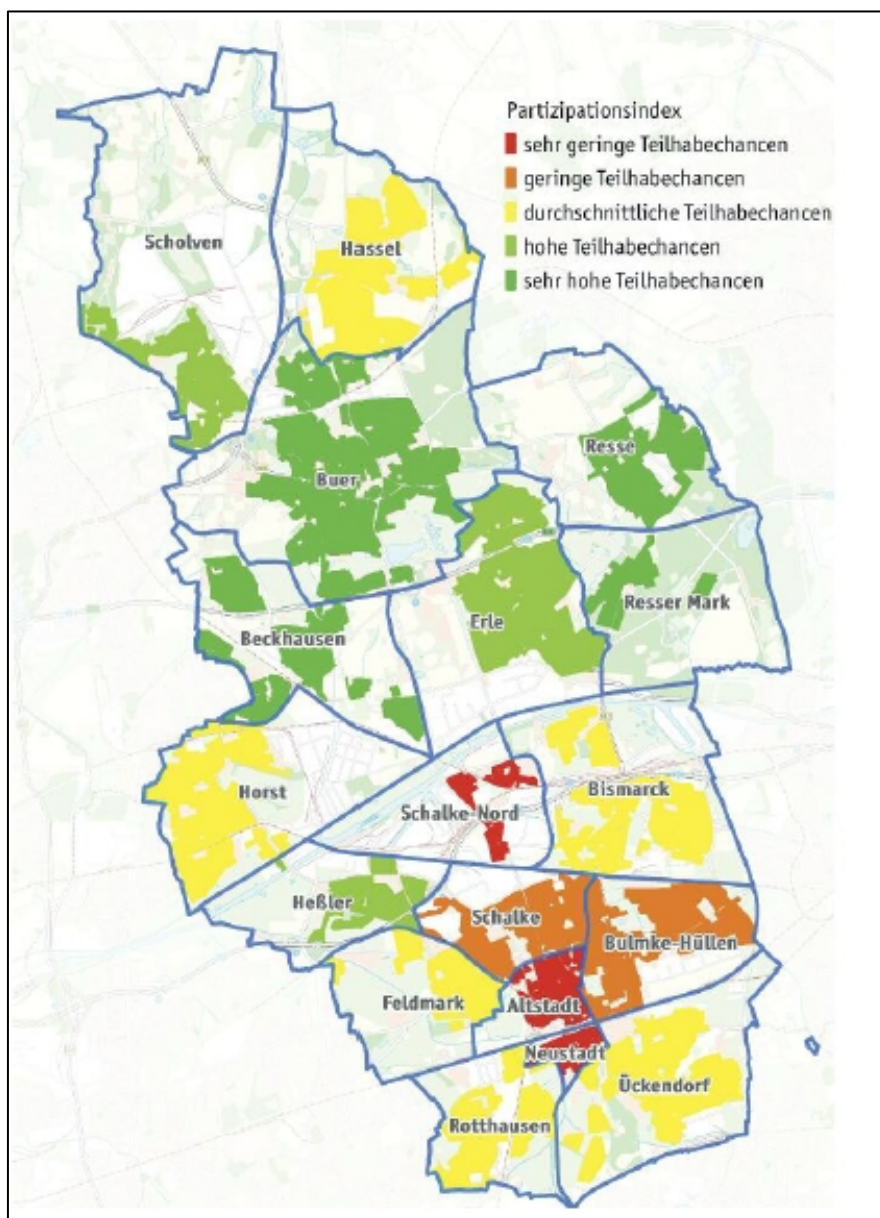 Partizipationsindex
sehr geringe Teilhabechancen
geringe Teilhabechancen
durchschnittliche Teilhabechancen
hohe Teilhabechancen
sehr hohe Teilhabechancen
Scholven
Hassel
Resse
Buer
Resser Mark
Erle
Beckhausen
Horst
Bismarck
Schalke-Nord
Heßler
Schalke
Bulmke-Hüllen
Feldmark
Altstadt
Neustadt
Ückendorf
Rotthausen